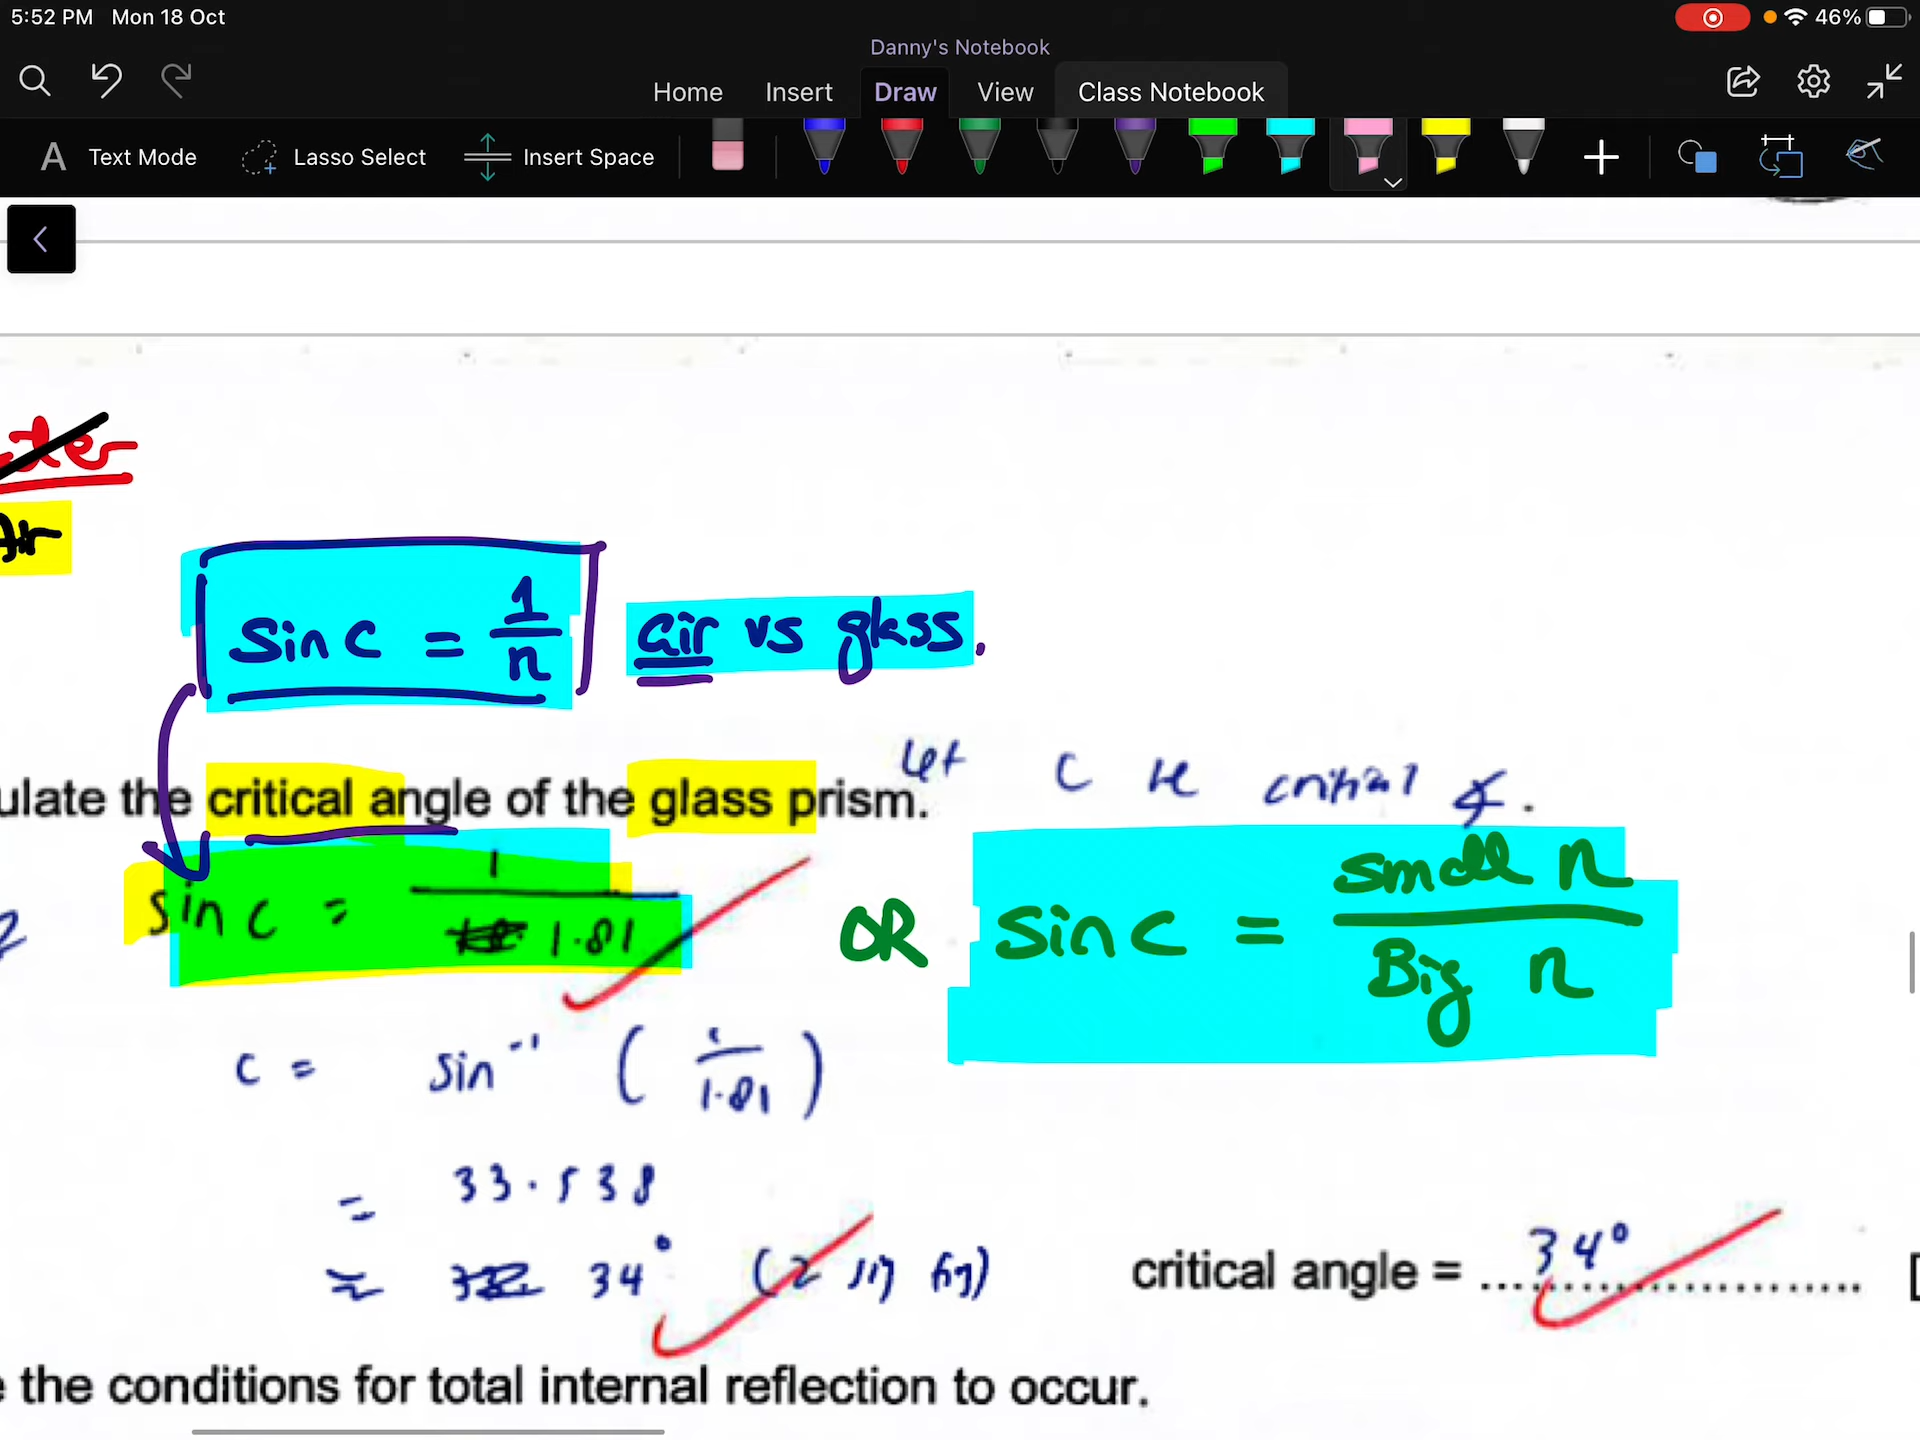 5:52 PM Mon 18 Oct
46%
Danny's Notebook
Home Insert Draw View Class Notebook
A Text Mode Lasso Select Insert Space
ter
Air
sin c = 1/n air vs glass.
ulate the critical angle of the glass prism. Let C be critical ∡.
sin c = 1/1.81 OR sin c = small n/Big n
c = sin⁻¹ (1/1.81)
= 33.538
≈ 34° (2 sig fig)
critical angle = ...34°...
e the conditions for total internal reflection to occur.